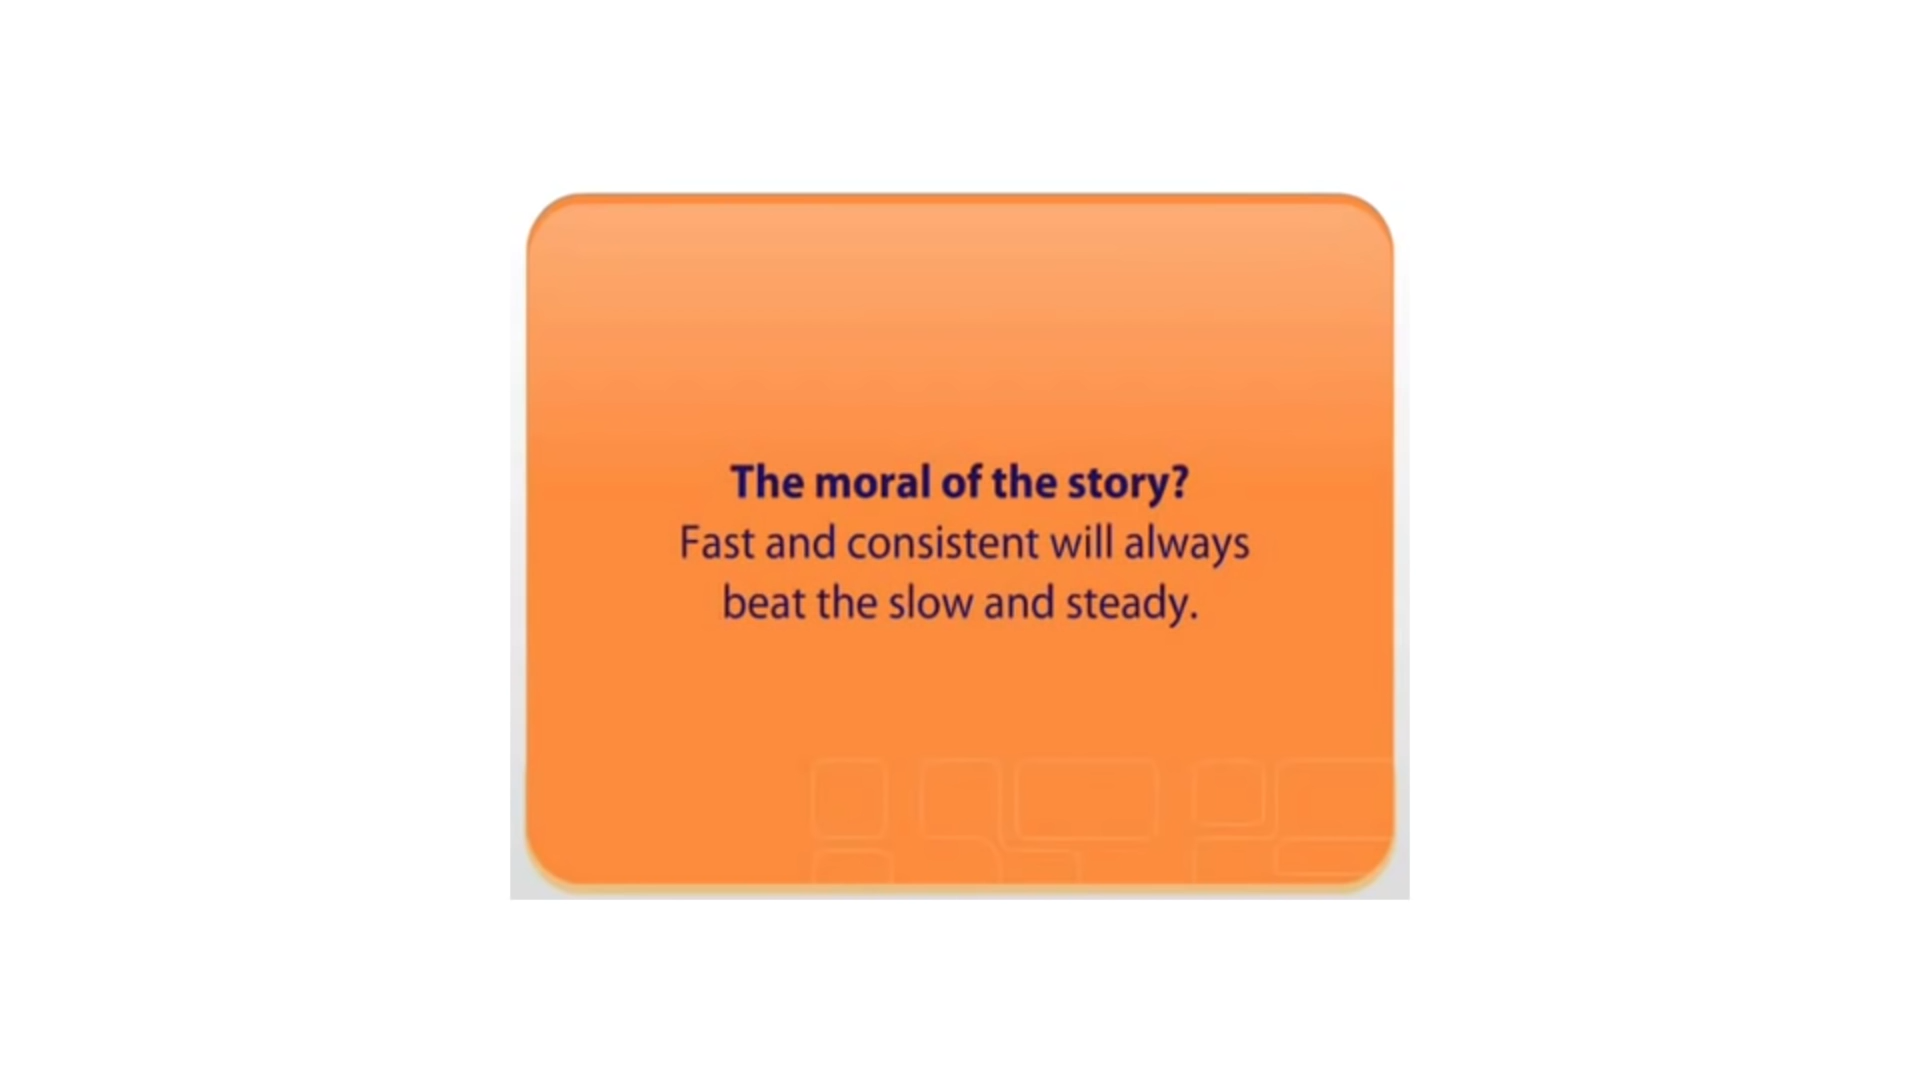 The moral of the story?
Fast and consistent will always
beat the slow and steady.